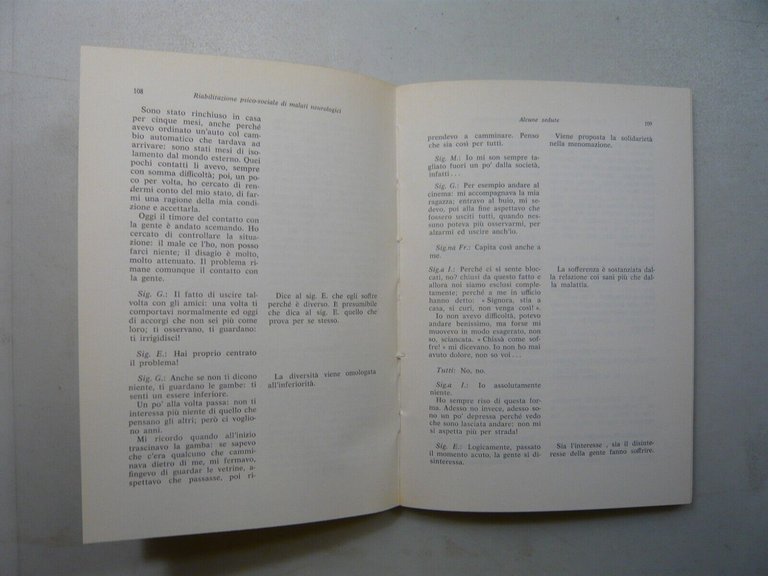 108
Riabilitazione psico-sociale di malati neurologici
Sono stato rinchiuso in casa
per cinque mesi, anche perché
avevo ordinato un'auto col cam-
bio automatico che tardava ad
arrivare: sono stati mesi di iso-
lamento dal mondo esterno. Quei
pochi contatti li avevo, sempre
con somma difficoltà; poi, un po-
co per volta, ho cercato di ren-
dermi conto del mio stato, di far-
mi una ragione della mia condi-
zione e accettarla.
Oggi il timore del contatto con
la gente è andato scemando. Ho
cercato di controllare la situa-
zione: il male ce l'ho, non posso
farci niente; il disagio è molto,
molto attenuato. Il problema ri-
mane comunque il contatto con
la gente.
Sig. G.: Il fatto di uscire tal-
volta con gli amici: una volta ti
comportavi normalmente ed oggi
di accorgi che non sei più come
loro; ti osservano, ti guardano:
ti irrigidisci!
Dice al sig. E. che egli soffre
perché è diverso. E presumibile
che dica al sig. E. quello che
prova per se stesso.
Sig. E.: Hai proprio centrato
il problema!
Sig. G.: Anche se non ti dicono
niente, ti guardano le gambe: ti
senti un essere inferiore.
La diversità viene omologata
all'inferiorità.
Un po' alla volta passa: non ti
interessa più niente di quello che
pensano gli altri; però ci voglio-
no anni.
Mi ricordo quando all'inizio
trascinavo la gamba: se sapevo
che c'era qualcuno che cammi-
nava dietro di me, mi fermavo,
fingevo di guardar le vetrine, a-
spettavo che passasse, poi ri-
Alcune sedute
109
prendevo a camminare. Penso
che sia così per tutti.
Viene proposta la solidarietà
nella menomazione.
Sig. M.: Io mi son sempre ta-
gliato fuori un po' dalla società,
infatti . . .
Sig. G.: Per esempio andare al
cinema: mi accompagnava la mia
ragazza; entravo al buio, mi se-
devo, poi alla fine aspettavo che
fossero usciti tutti, quando nes-
suno poteva più osservarmi, per
alzarmi ed uscire anch'io.
Sig.na Fr.: Capita così anche a
me.
Sig.a I.: Perché ci si sente bloc-
cati, no? chiusi da questo fatto e
allora noi siamo esclusi comple-
tamente; perché a me in ufficio
hanno detto: « Signora, stia a
casa, si curi, non venga così! ».
La sofferenza è sostanziata dal-
la relazione coi sani più che dal-
la malattia.
Io non avevo difficoltà, potevo
andare benissimo, ma forse mi
muovevo in modo esagerato, non
so, sciancata. « Chissà come sof-
fre! » mi dicevano. Io non ho mai
avuto dolore, non so voi . . .
Tutti: No, no.
Sig.a I.: Io assolutamente
niente.
Ho sempre riso di questa for-
ma. Adesso no invece, adesso so-
no un po' depressa perché vedo
che sono lasciata andare: non mi
si aspetta più per strada!
Sig. E.: Logicamente, passato
il momento acuto, la gente si di-
sinteressa.
Sia l'interesse , sia il disinte-
resse della gente fanno soffrire.